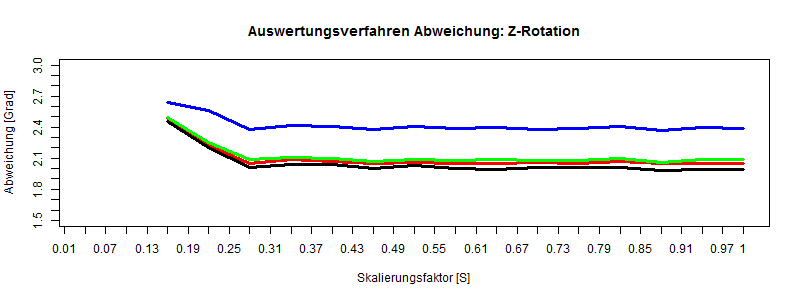 Auswertungsverfahren Abweichung: Z-Rotation
Abweichung [Grad]
3.0
2.7
2.4
2.1
1.8
1.5
0.01 0.07 0.13 0.19 0.25 0.31 0.37 0.43 0.49 0.55 0.61 0.67 0.73 0.79 0.85 0.91 0.97 1
Skalierungsfaktor [S]